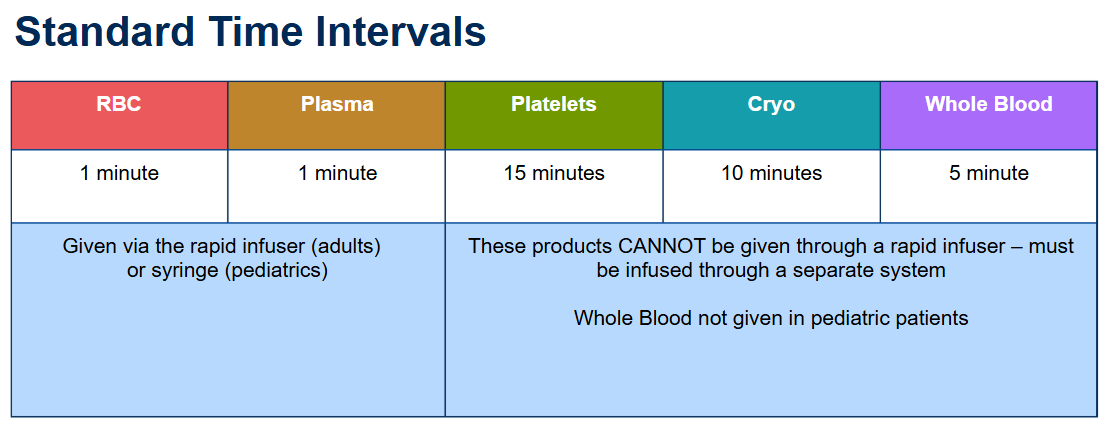 Standard Time Intervals
RBC
Plasma
Platelets
Cryo
Whole Blood
1 minute
1 minute
15 minutes
10 minutes
5 minute
Given via the rapid infuser (adults)
or syringe (pediatrics)
These products CANNOT be given through a rapid infuser – must
be infused through a separate system
Whole Blood not given in pediatric patients